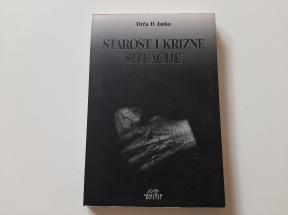 Drča D. Janko
STAROST I KRIZNE
SITUACIJE